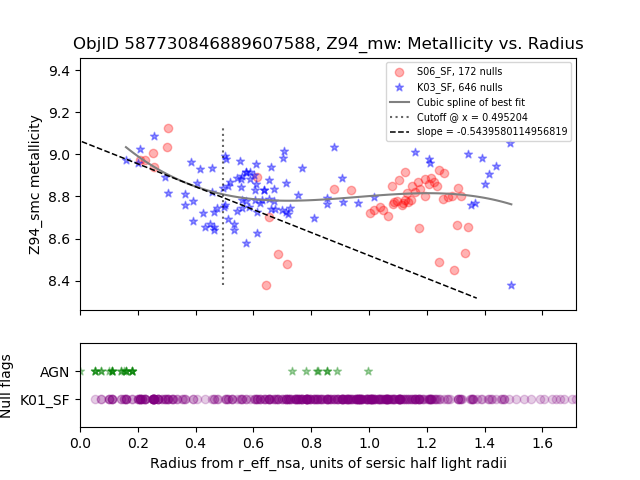 ObjID 587730846889607588, Z94_mw: Metallicity vs. Radius
Z94_smc metallicity
9.4
9.2
9.0
8.8
8.6
8.4
S06_SF, 172 nulls
K03_SF, 646 nulls
Cubic spline of best fit
Cutoff @ x = 0.495204
slope = -0.5439580114956819
Null flags
AGN
K01_SF
0.0 0.2 0.4 0.6 0.8 1.0 1.2 1.4 1.6
Radius from r_eff_nsa, units of sersic half light radii